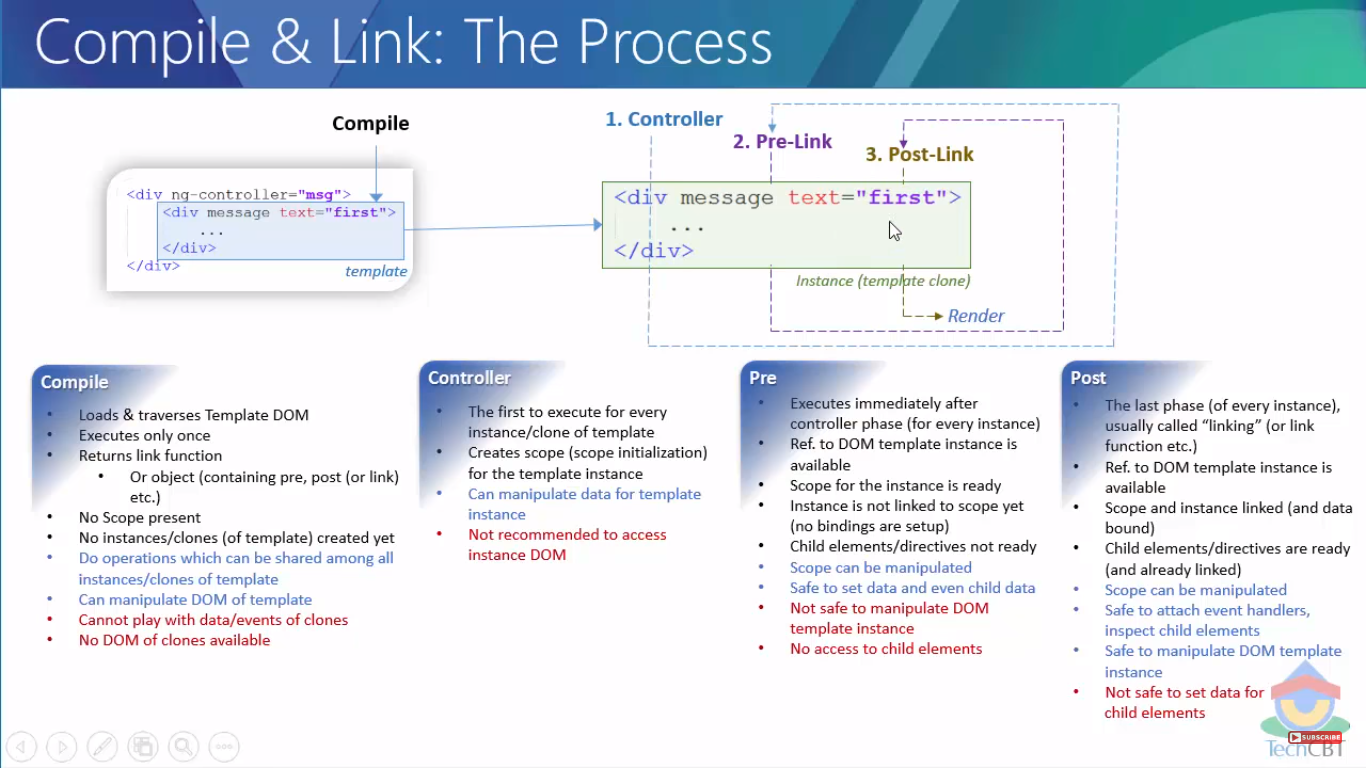 Compile & Link: The Process
Compile
<div ng-controller="msg">
<div message text="first">
...
</div>
</div>
template
1. Controller
2. Pre-Link
3. Post-Link
<div message text="first">
...
</div>
Instance (template clone)
Render
Compile
• Loads & traverses Template DOM
• Executes only once
• Returns link function
• Or object (containing pre, post (or link)
etc.)
• No Scope present
• No instances/clones (of template) created yet
• Do operations which can be shared among all
instances/clones of template
• Can manipulate DOM of template
• Cannot play with data/events of clones
• No DOM of clones available
Controller
• The first to execute for every
instance/clone of template
• Creates scope (scope initialization)
for the template instance
• Can manipulate data for template
instance
• Not recommended to access
instance DOM
Pre
• Executes immediately after
controller phase (for every instance)
• Ref. to DOM template instance is
available
• Scope for the instance is ready
• Instance is not linked to scope yet
(no bindings are setup)
• Child elements/directives not ready
• Scope can be manipulated
• Safe to set data and even child data
• Not safe to manipulate DOM
template instance
• No access to child elements
Post
• The last phase (of every instance),
usually called “linking” (or link
function etc.)
• Ref. to DOM template instance is
available
• Scope and instance linked (and data
bound)
• Child elements/directives are ready
(and already linked)
• Scope can be manipulated
• Safe to attach event handlers,
inspect child elements
• Safe to manipulate DOM template
instance
• Not safe to set data for
child elements
SUBSCRIBE
TechCBT